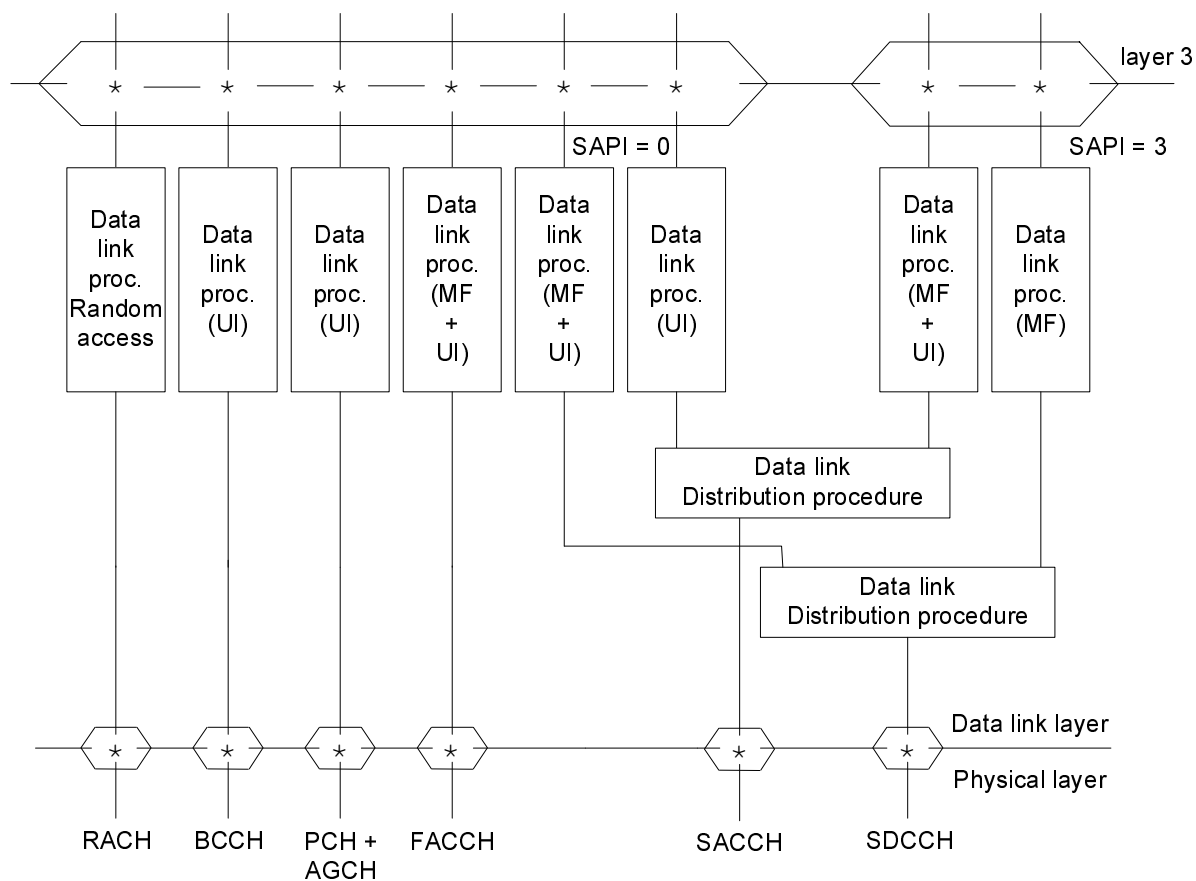 layer 3
SAPI = 0
SAPI = 3
Data
link
proc.
Random
access
Data
link
proc.
(UI)
Data
link
proc.
(UI)
Data
link
proc.
(MF
+
UI)
Data
link
proc.
(MF
+
UI)
Data
link
proc.
(UI)
Data
link
proc.
(MF
+
UI)
Data
link
proc.
(MF)
Data link
Distribution procedure
Data link
Distribution procedure
Data link layer
Physical layer
RACH
BCCH
PCH +
AGCH
FACCH
SACCH
SDCCH